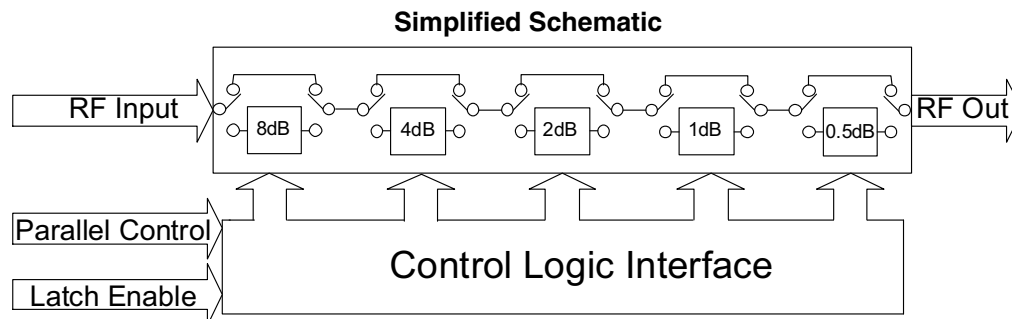 Simplified Schematic
RF Input
8dB
4dB
2dB
1dB
0.5dB
RF Out
Parallel Control
Control Logic Interface
Latch Enable